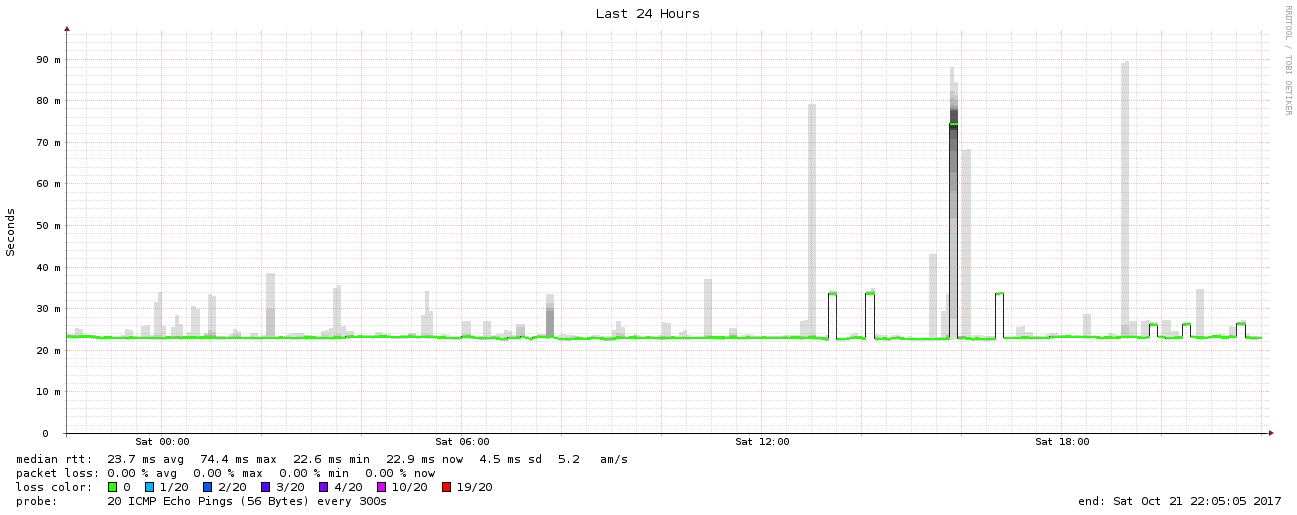 Last 24 Hours
RRDTOOL / TOBI OETIKER
Seconds
90 m
80 m
70 m
60 m
50 m
40 m
30 m
20 m
10 m
0
Sat 00:00 Sat 06:00 Sat 12:00 Sat 18:00
median rtt: 23.7 ms avg 74.4 ms max 22.6 ms min 22.9 ms now 4.5 ms sd 5.2 am/s
packet loss: 0.00 % avg 0.00 % max 0.00 % min 0.00 % now
loss color: 0 1/20 2/20 3/20 4/20 10/20 19/20
probe: 20 ICMP Echo Pings (56 Bytes) every 300s end: Sat Oct 21 22:05:05 2017